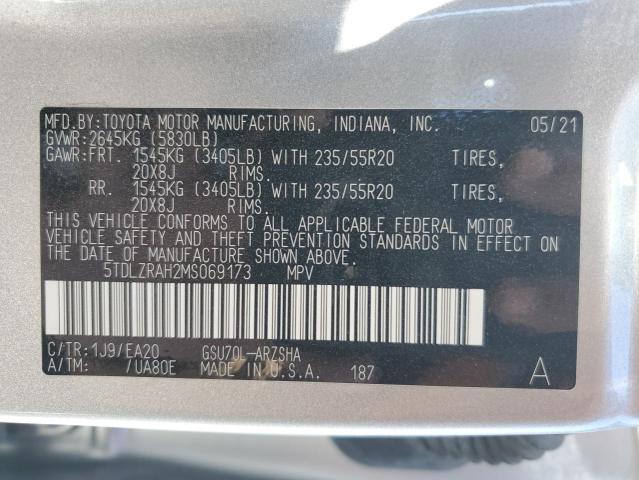 MFD.BY:TOYOTA MOTOR MANUFACTURING, INDIANA, INC. 05/21
GVWR:2645KG (5830LB)
GAWR:FRT. 1545KG (3405LB) WITH 235/55R20 TIRES,
20X8J RIMS.
RR. 1545KG (3405LB) WITH 235/55R20 TIRES,
20X8J RIMS.
THIS VEHICLE CONFORMS TO ALL APPLICABLE FEDERAL MOTOR
VEHICLE SAFETY AND THEFT PREVENTION STANDARDS IN EFFECT ON
THE DATE OF MANUFACTURE SHOWN ABOVE.
5TDLZRAH2MS069173 MPV
C/TR:1J9/EA20 GSU70L-ARZSHA
A/TM: /UA80E MADE IN U.S.A. 187 A